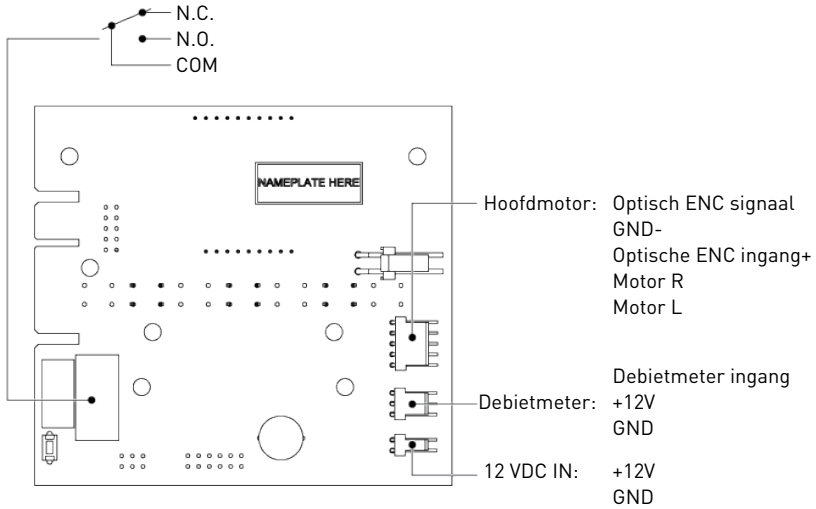 N.C.
N.O.
COM
NAMEPLATE HERE
Hoofdmotor: Optisch ENC signaal
GND-
Optische ENC ingang+
Motor R
Motor L
Debietmeter ingang
Debietmeter: +12V
GND
12 VDC IN: +12V
GND